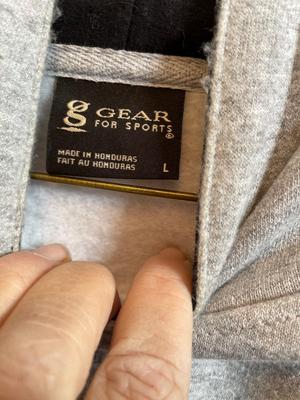 g GEAR
FOR SPORTS©
MADE IN HONDURAS
FAIT AU HONDURAS
L